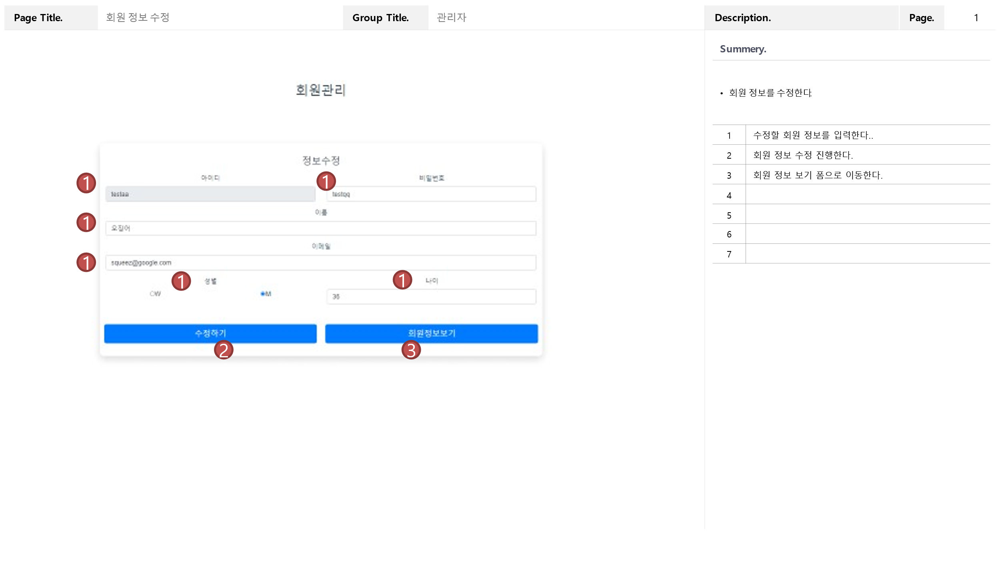 Page Title. 회원 정보 수정 Group Title. 관리자 Description. Page. 1
Summery.
회원관리
• 회원 정보를 수정한다.
1 수정할 회원 정보를 입력한다..
2 회원 정보 수정 진행한다.
3 회원 정보 보기 폼으로 이동한다.
4
5
6
7
정보수정
1 아이디 1 비밀번호
testaa testqq
이름
1 오징어
이메일
1 squeez@google.com
1 성별 1 나이
W M 36
수정하기 회원정보보기
2 3